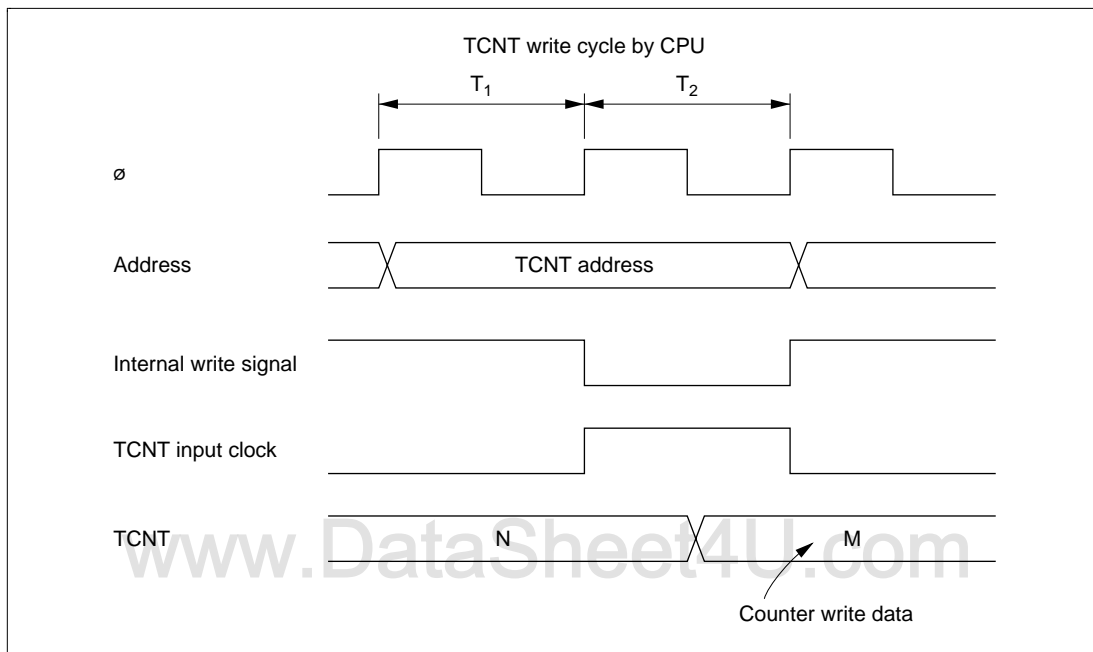 TCNT write cycle by CPU
T₁ T₂
ø
Address TCNT address
Internal write signal
TCNT input clock
TCNT N M
www.DataSheet4U.com
Counter write data